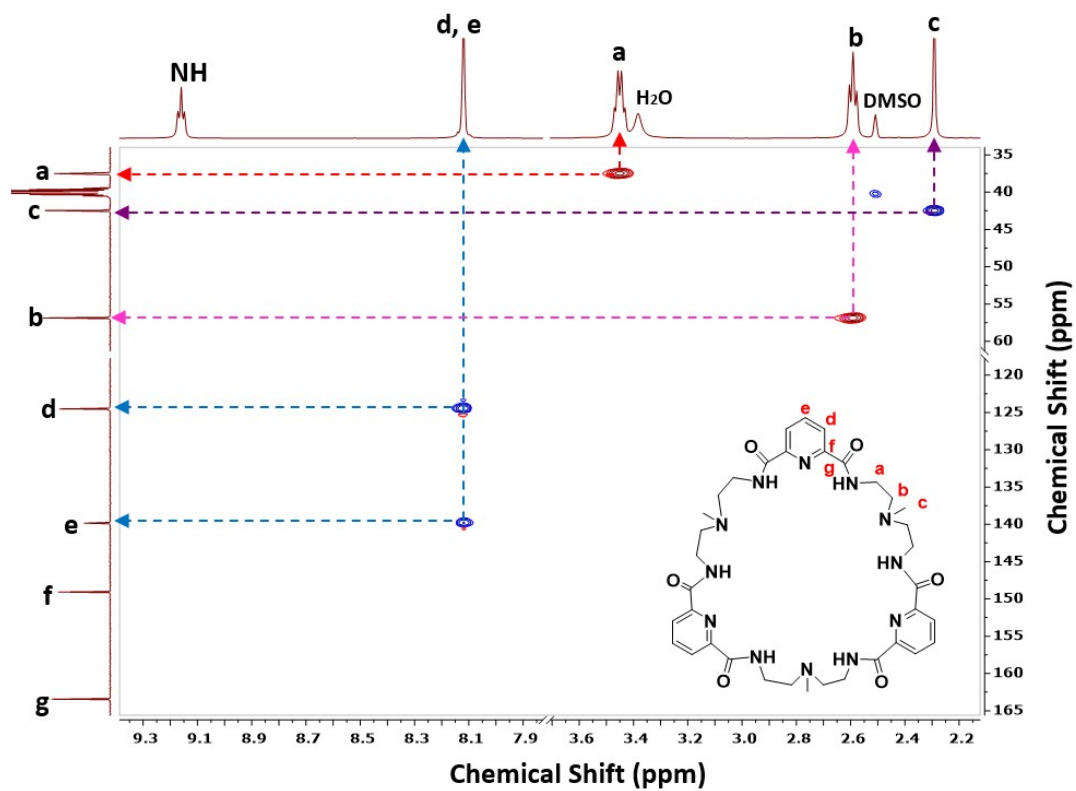 d, e
c
a
b
NH
H₂O
DMSO
a
c
b
d
e
f
g
35
40
45
50
55
60
120
125
130
135
140
145
150
155
160
165
Chemical Shift (ppm)
e
d
f
O
N
g
O
NH
NH
a
b
c
N
N
NH
HN
O
O
N
N
NH
HN
N
O
O
9.3
9.1
8.9
8.7
8.5
8.3
8.1
7.9
3.6
3.4
3.2
3.0
2.8
2.6
2.4
2.2
Chemical Shift (ppm)